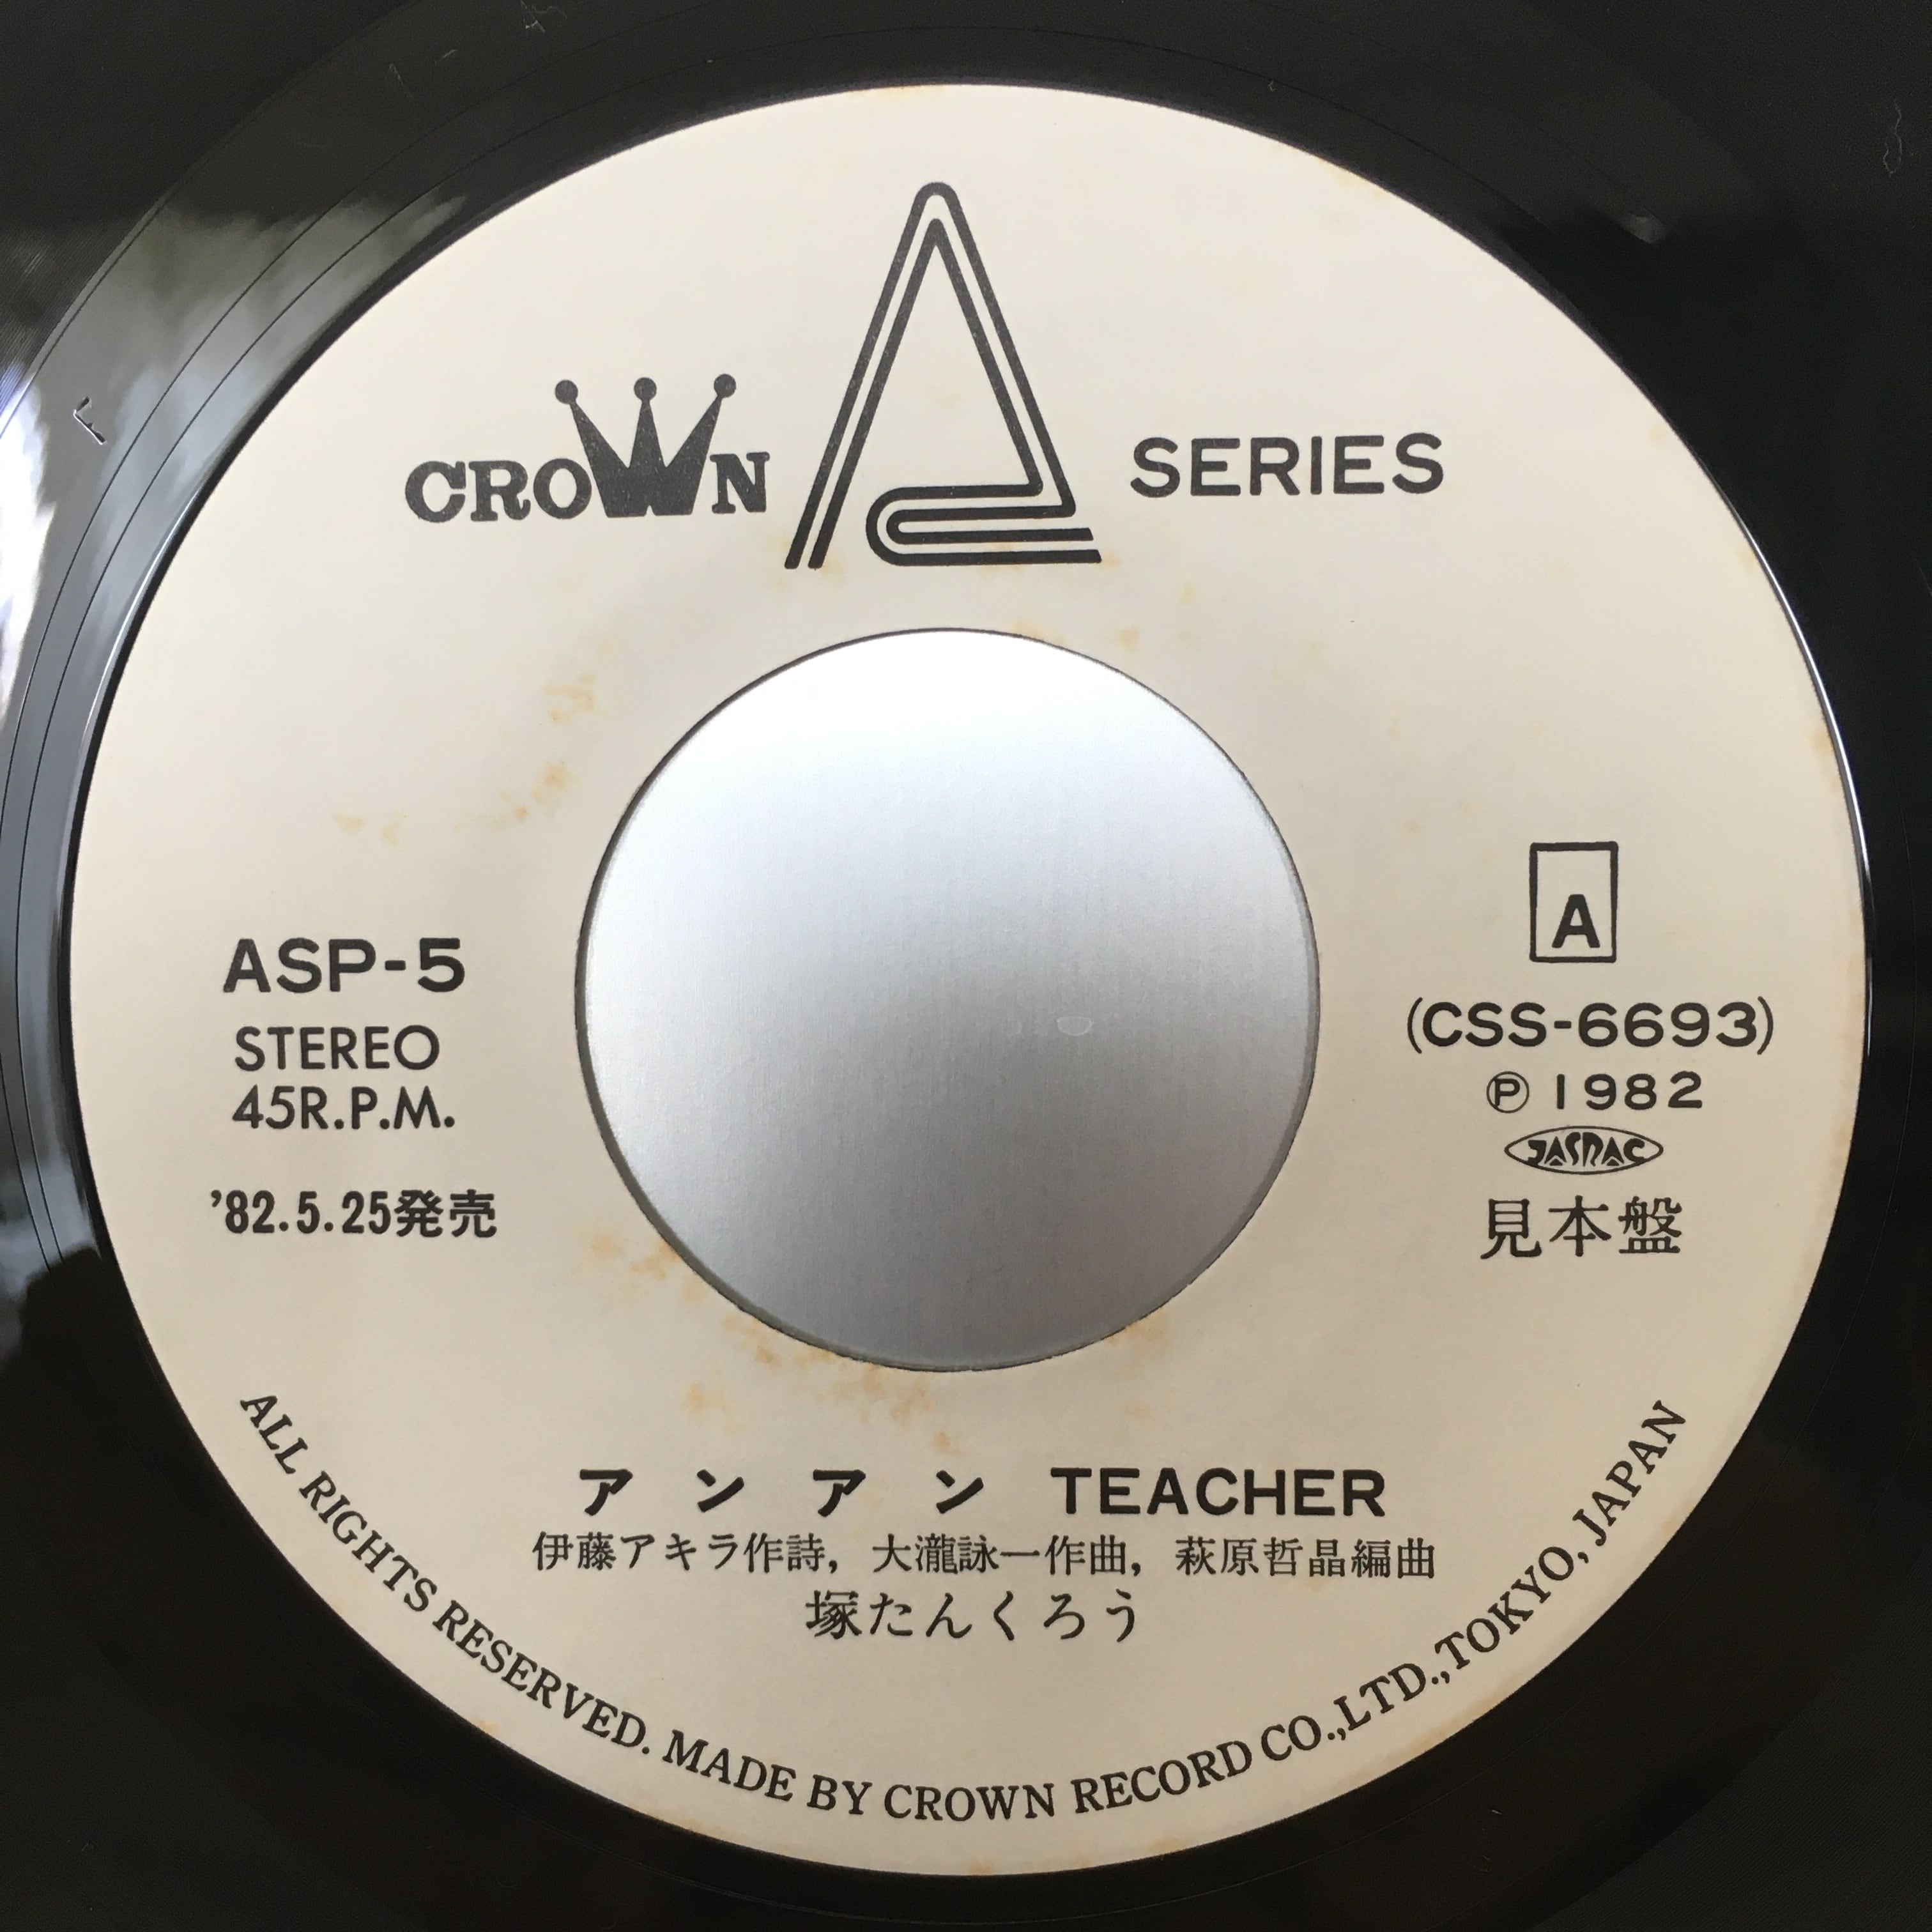 CROWN A SERIES
ASP-5
STEREO
45R.P.M.
'82.5.25発売
A
(CSS-6693)
Ⓟ 1982
JASRAC
見本盤
アンアン TEACHER
伊藤アキラ作詩, 大瀧詠一作曲, 萩原哲晶編曲
塚たんくろう
ALL RIGHTS RESERVED. MADE BY CROWN RECORD CO.,LTD.,TOKYO, JAPAN